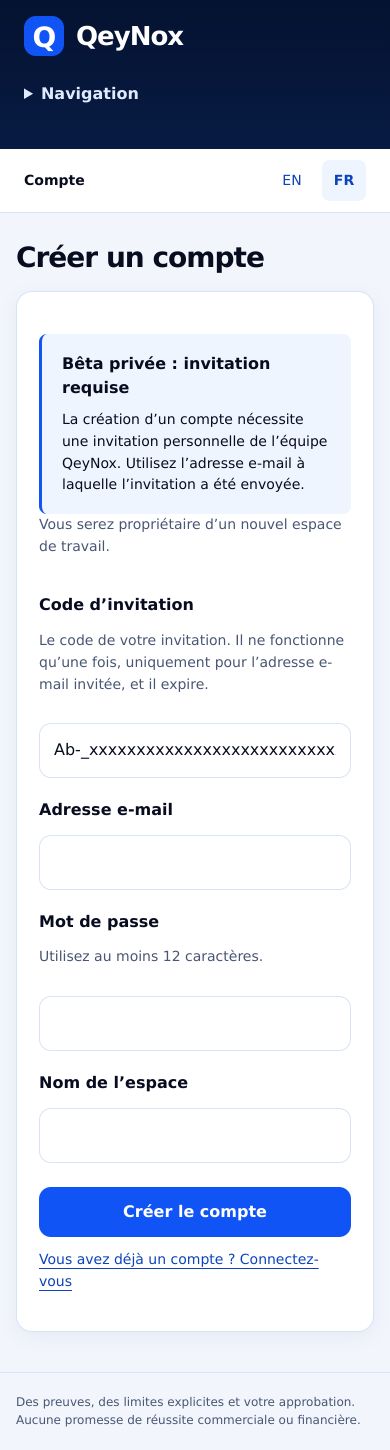 Q QeyNox
▶ Navigation
Compte EN FR
Créer un compte
Bêta privée : invitation
requise
La création d’un compte nécessite
une invitation personnelle de l’équipe
QeyNox. Utilisez l’adresse e-mail à
laquelle l’invitation a été envoyée.
Vous serez propriétaire d’un nouvel espace
de travail.
Code d’invitation
Le code de votre invitation. Il ne fonctionne
qu’une fois, uniquement pour l’adresse e-
mail invitée, et il expire.
Ab-_xxxxxxxxxxxxxxxxxxxxxxxxxx
Adresse e-mail
Mot de passe
Utilisez au moins 12 caractères.
Nom de l’espace
Créer le compte
Vous avez déjà un compte ? Connectez-
vous
Des preuves, des limites explicites et votre approbation.
Aucune promesse de réussite commerciale ou financière.